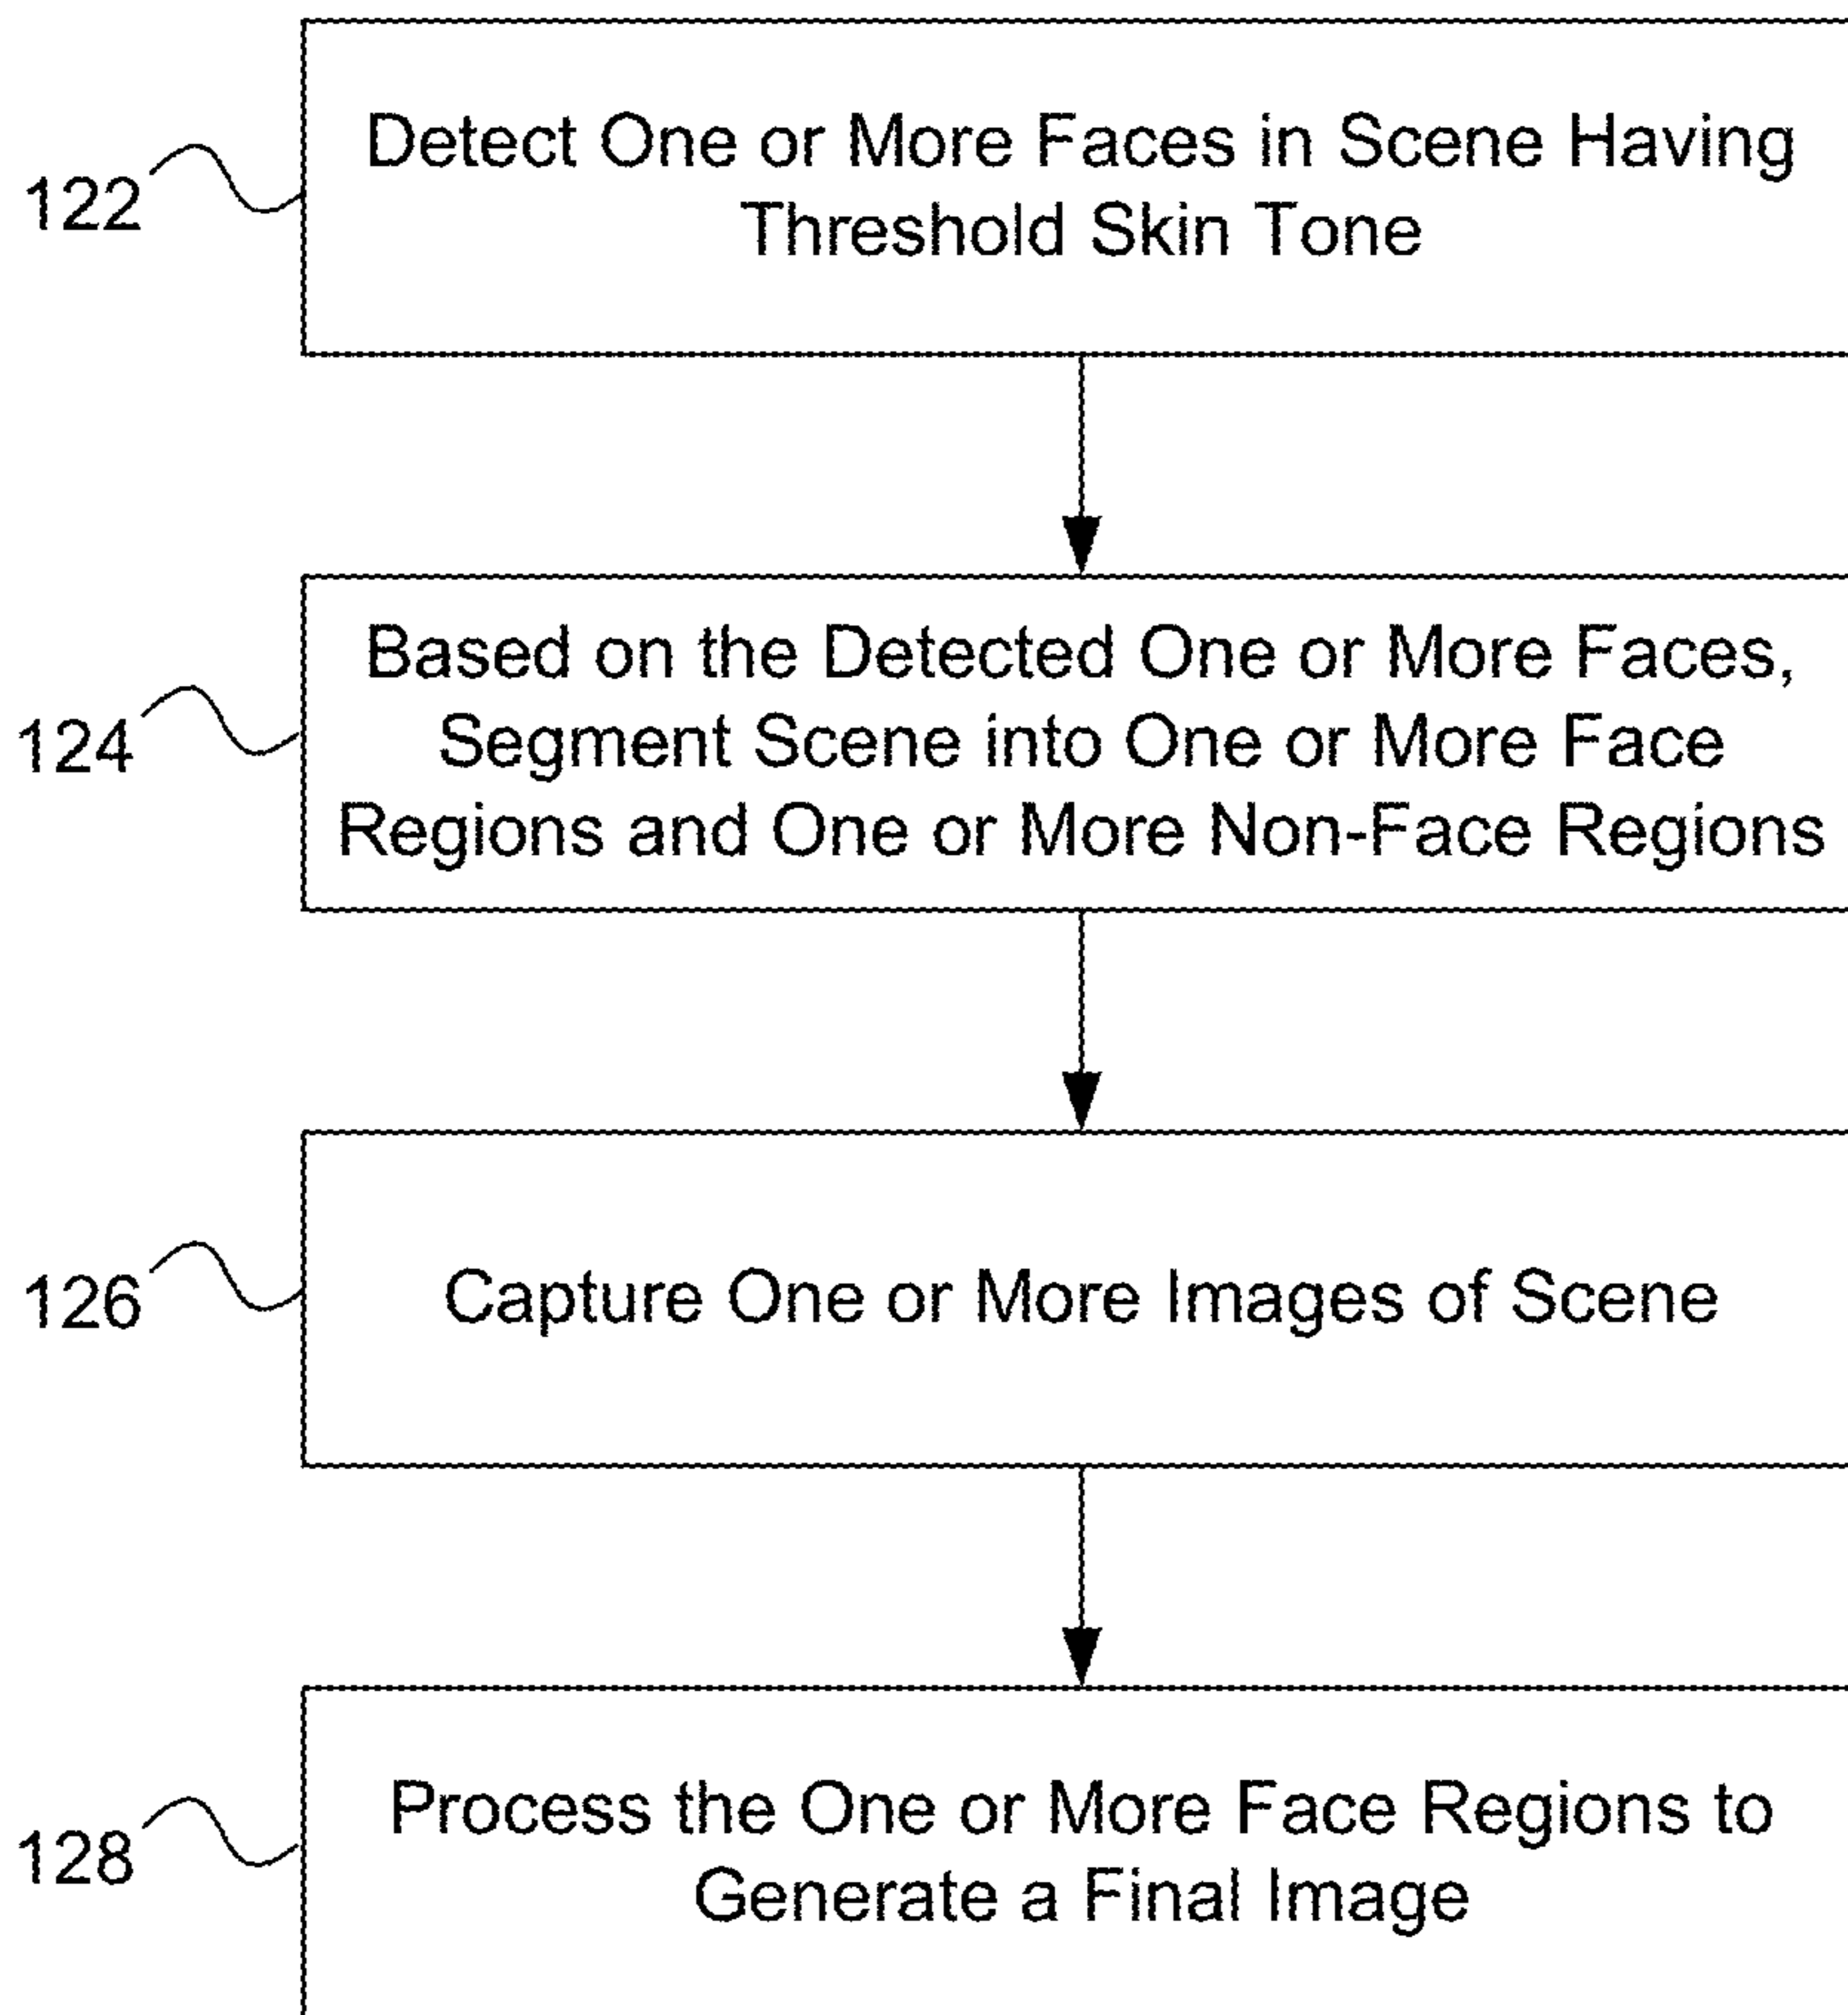 122
Detect One or More Faces in Scene Having
Threshold Skin Tone
124
Based on the Detected One or More Faces,
Segment Scene into One or More Face
Regions and One or More Non-Face Regions
126
Capture One or More Images of Scene
128
Process the One or More Face Regions to
Generate a Final Image